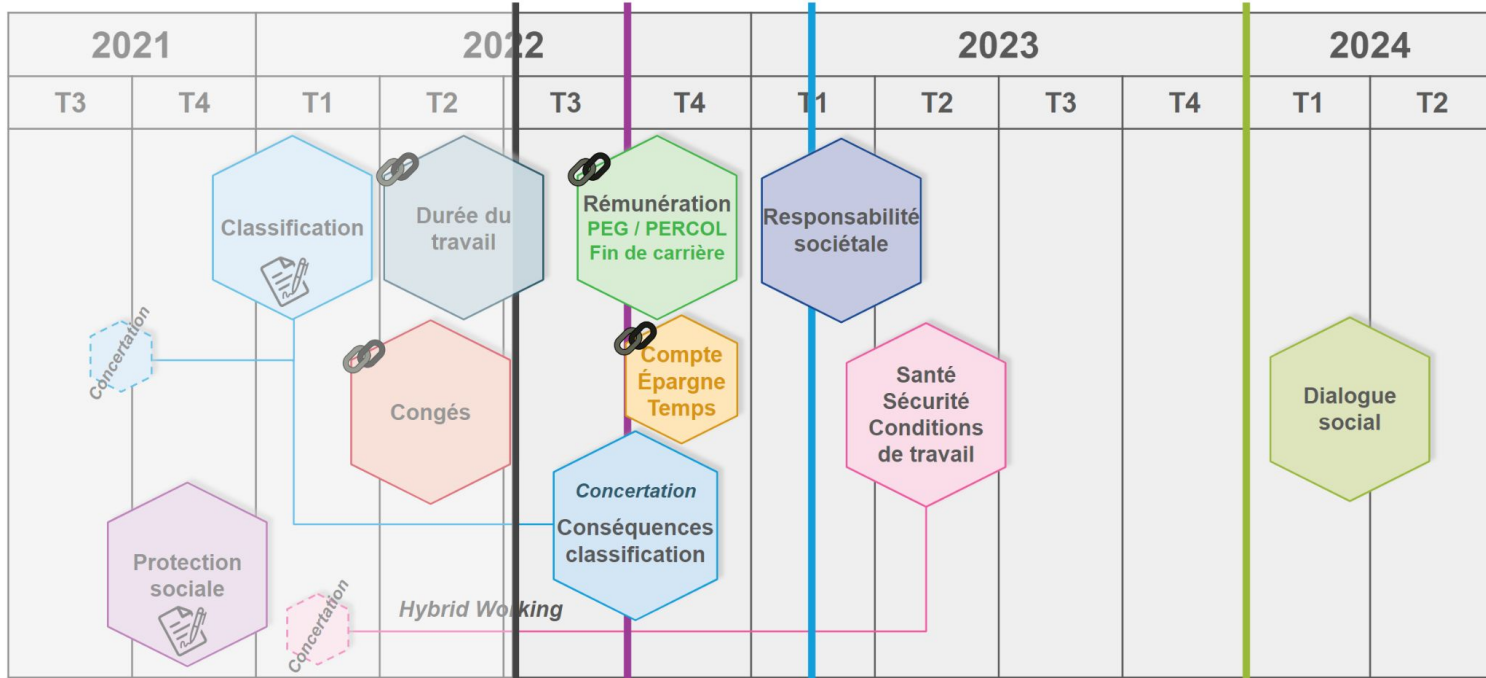 2021
2022
2023
2024
T3
T4
T1
T2
T3
T4
T1
T2
T3
T4
T1
T2
Classification
Durée du
travail
Rémunération
PEG / PERCOL
Fin de carrière
Responsabilité
sociétale
Concertation
Congés
Compte
Épargne
Temps
Santé
Sécurité
Conditions
de travail
Dialogue
social
Concertation
Conséquences
classification
Protection
sociale
Concertation
Hybrid Working